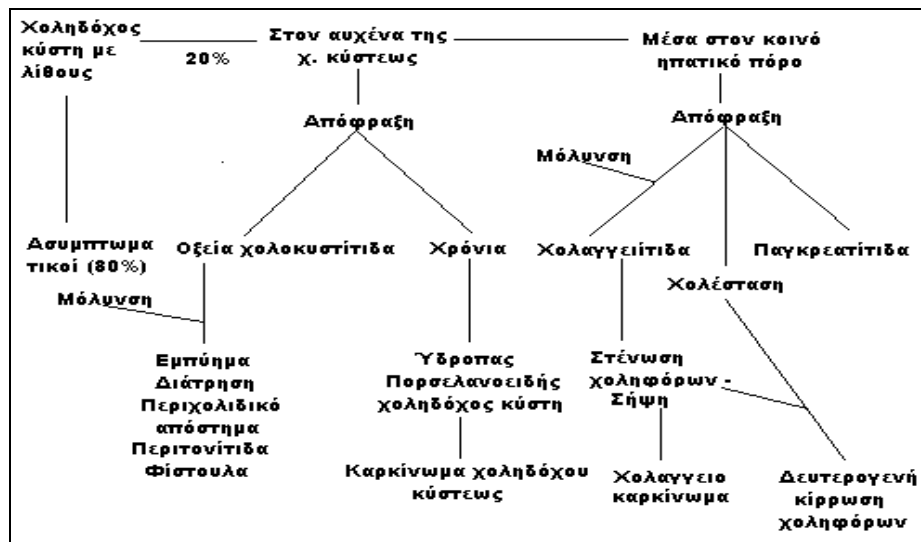 Χοληδόχος
κύστη με
λίθους
20%
Στον αυχένα της
χ. κύστεως
Μέσα στον κοινό
ηπατικό πόρο
Απόφραξη
Απόφραξη
Μόλυνση
Ασυμπτωμα
τικοί (80%)
Οξεία χολοκυστίτιδα
Χρόνια
Χολαγγειίτιδα
Παγκρεατίτιδα
Χολέσταση
Μόλυνση
Εμπύημα
Διάτρηση
Περιχολιδικό
απόστημα
Περιτονίτιδα
Φίστουλα
Ύδροπας
Πορσελανοειδής
χοληδόχος κύστη
Στένωση
χοληφόρων -
Σήψη
Καρκίνωμα χοληδόχου
κύστεως
Χολαγγειο
καρκίνωμα
Δευτερογενή
κίρρωση
χοληφόρων